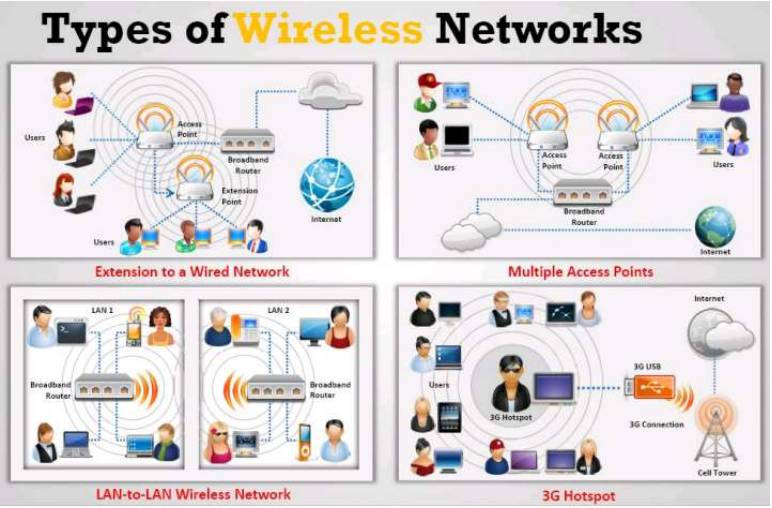 Types of Wireless Networks
Users
Access
Point
Broadband
Router
Extension
Point
Internet
Users
Extension to a Wired Network
Users
Access
Point
Access
Point
Users
Broadband
Router
Internet
Multiple Access Points
LAN 1
Broadband
Router
LAN 2
Broadband
Router
LAN-to-LAN Wireless Network
Internet
Users
3G Hotspot
3G USB
3G Connection
Cell Tower
3G Hotspot